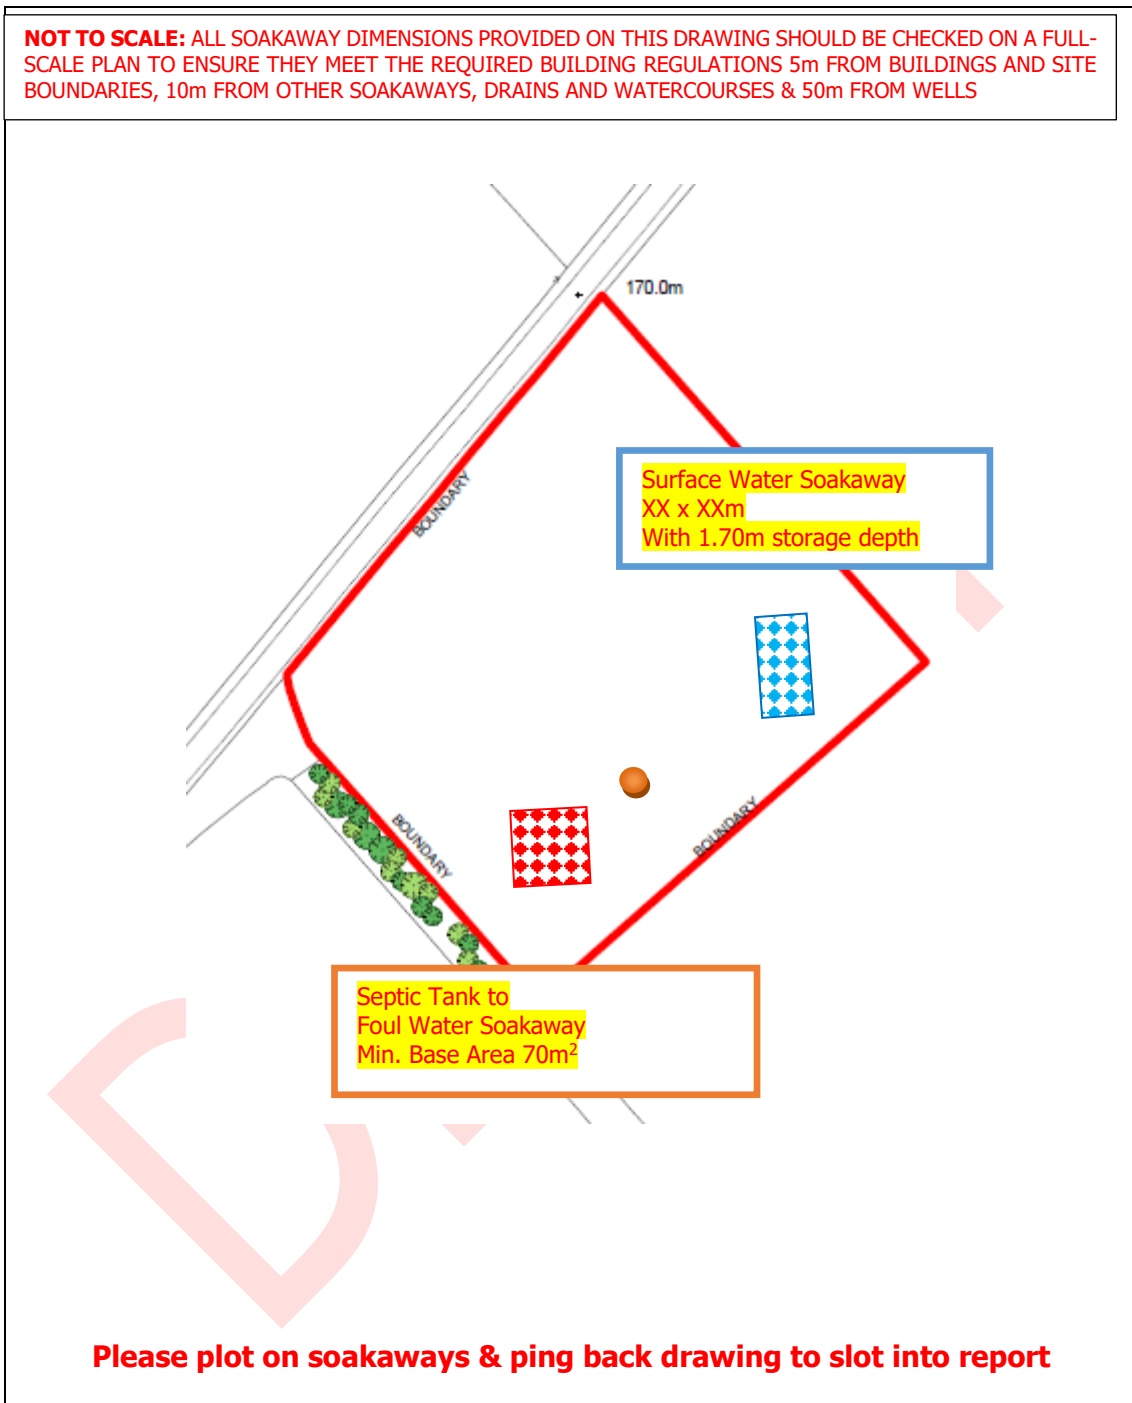 NOT TO SCALE: ALL SOAKAWAY DIMENSIONS PROVIDED ON THIS DRAWING SHOULD BE CHECKED ON A FULL-
SCALE PLAN TO ENSURE THEY MEET THE REQUIRED BUILDING REGULATIONS 5m FROM BUILDINGS AND SITE
BOUNDARIES, 10m FROM OTHER SOAKAWAYS, DRAINS AND WATERCOURSES & 50m FROM WELLS
170.0m
BOUNDARY
Surface Water Soakaway
XX x XXm
With 1.70m storage depth
BOUNDARY
BOUNDARY
Septic Tank to
Foul Water Soakaway
Min. Base Area 70m²
Please plot on soakaways & ping back drawing to slot into report